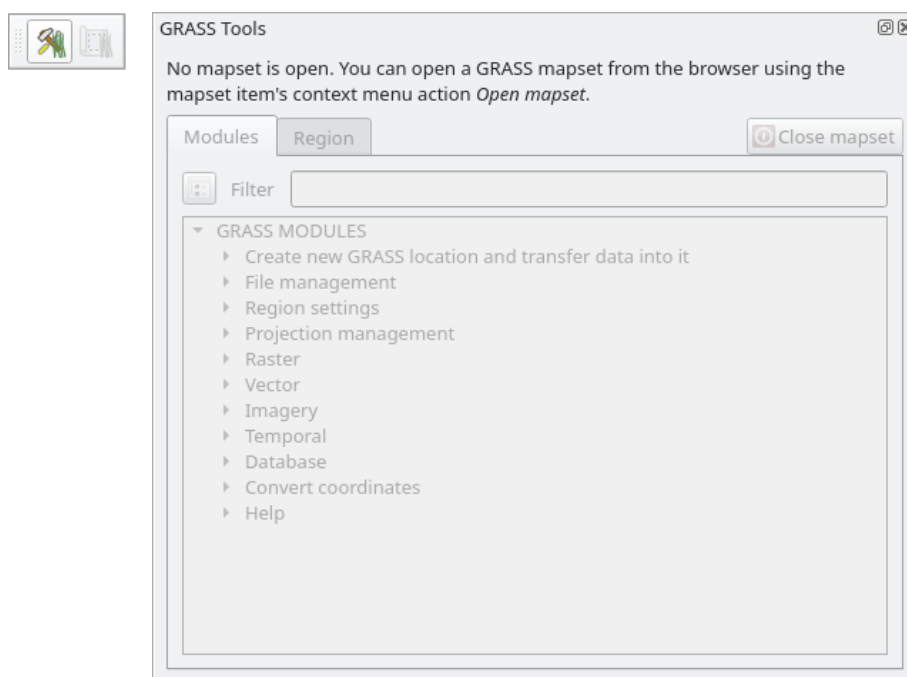 GRASS Tools
No mapset is open. You can open a GRASS mapset from the browser using the
mapset item's context menu action Open mapset.
Modules Region Close mapset
Filter
GRASS MODULES
Create new GRASS location and transfer data into it
File management
Region settings
Projection management
Raster
Vector
Imagery
Temporal
Database
Convert coordinates
Help